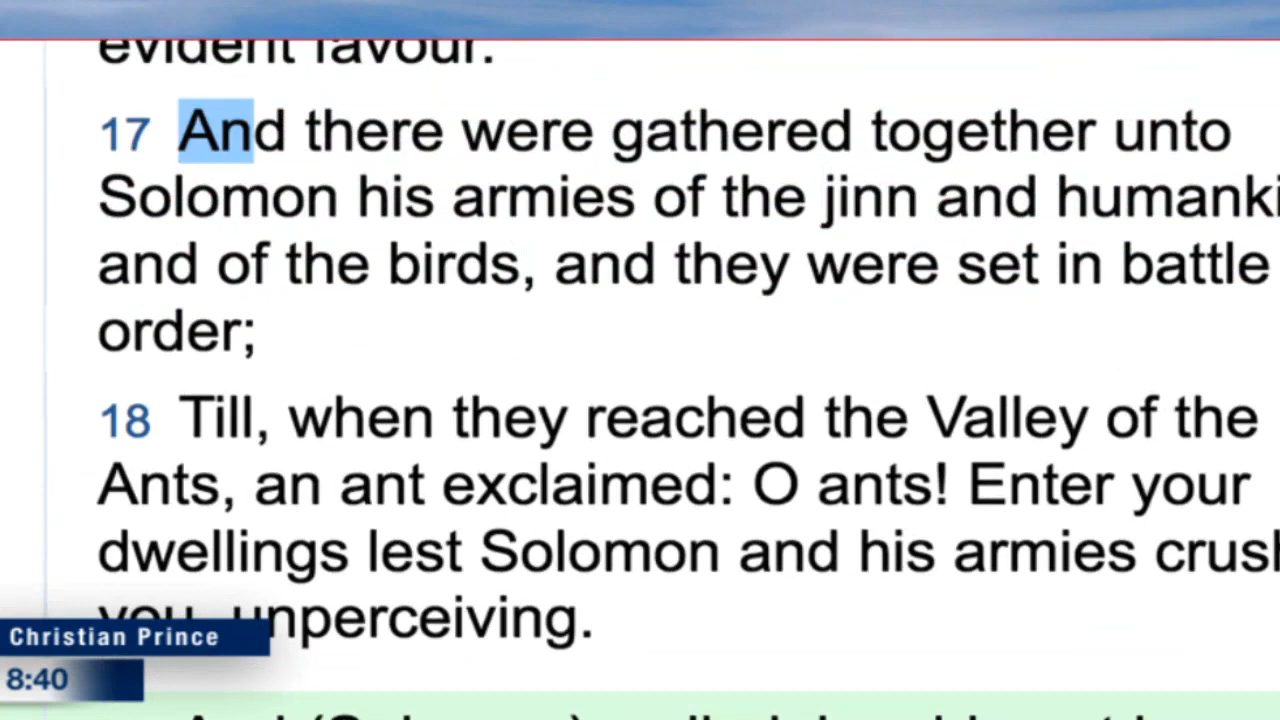 evident favour.
17 And there were gathered together unto
Solomon his armies of the jinn and humanki
and of the birds, and they were set in battle
order;
18 Till, when they reached the Valley of the
Ants, an ant exclaimed: O ants! Enter your
dwellings lest Solomon and his armies crush
you, unperceiving.
Christian Prince
8:40